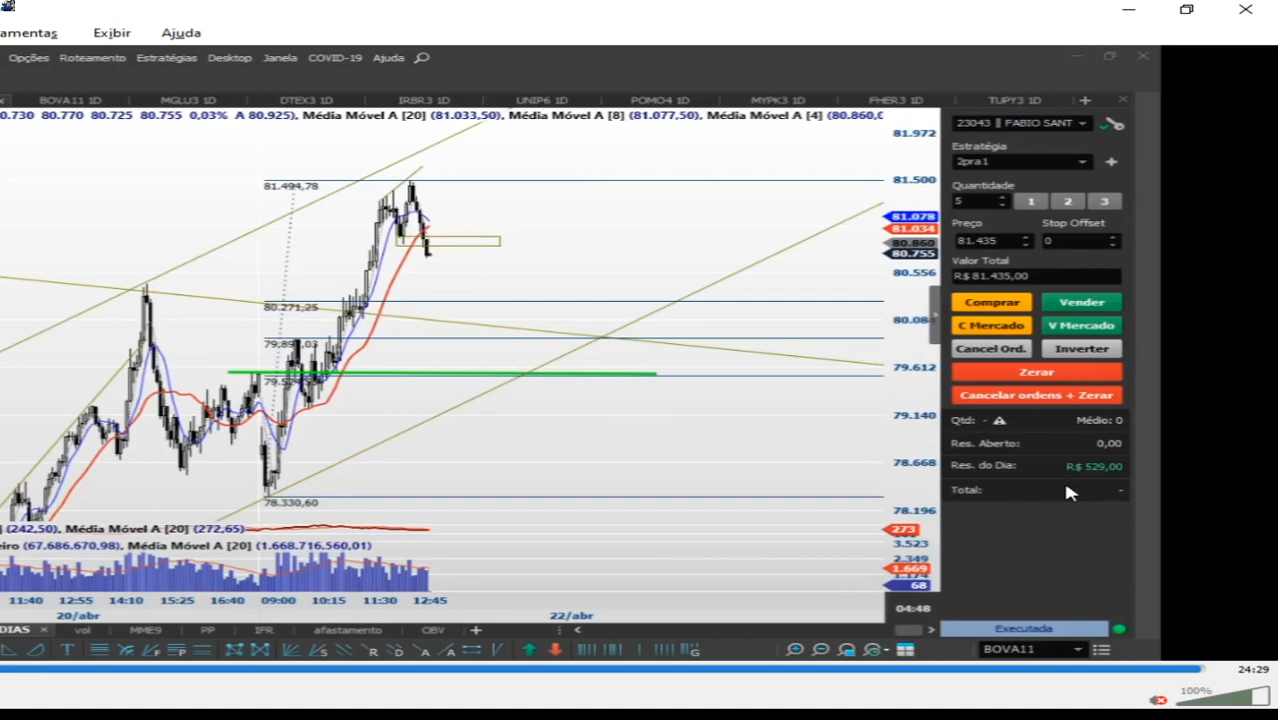 amentas Exibir Ajuda
Opções Roteamento Estratégias Desktop Janela COVID-19 Ajuda
BOVA11 1D MGLU3 1D DTEX3 1D IRBR3 1D UNIP6 1D POMO4 1D MYPK3 1D FHER3 1D TUPY3 1D
0.730 80.770 80.725 80.755 0,03% A 80.925), Média Móvel A [20] (81.033,50), Média Móvel A [8] (81.077,50), Média Móvel A [4] (80.860,0
23043 || FABIO SANT
81.972
Estratégia
2pra1
81.500
81.494,78
Quantidade
5 1 2 3
81.078
81.034
80.860
80.755
Preço Stop Offset
81.435 0
Valor Total
R$ 81.435,00
80.556
Comprar Vender
80.271,25
80.084
C Mercado V Mercado
Cancel Ord. Inverter
79.612
Zerar
Cancelar ordens + Zerar
79.140
Qtd: - Médio: 0
Res. Aberto: 0,00
78.668
Res. do Dia: R$ 529,00
Total: -
78.330,60
78.196
(242,50), Média Móvel A [20] (272,65)
273
eiro (67.686.670,98), Média Móvel A [20] (1.668.716.560,01)
3.523
2.349
1.669
68
11:40 12:55 14:10 15:25 16:40 09:00 10:15 11:30 12:45
04:48
20/abr 22/abr
DIAS vol MME9 PP IFR afastamento OBV
Executada
BOVA11
24:29
100%